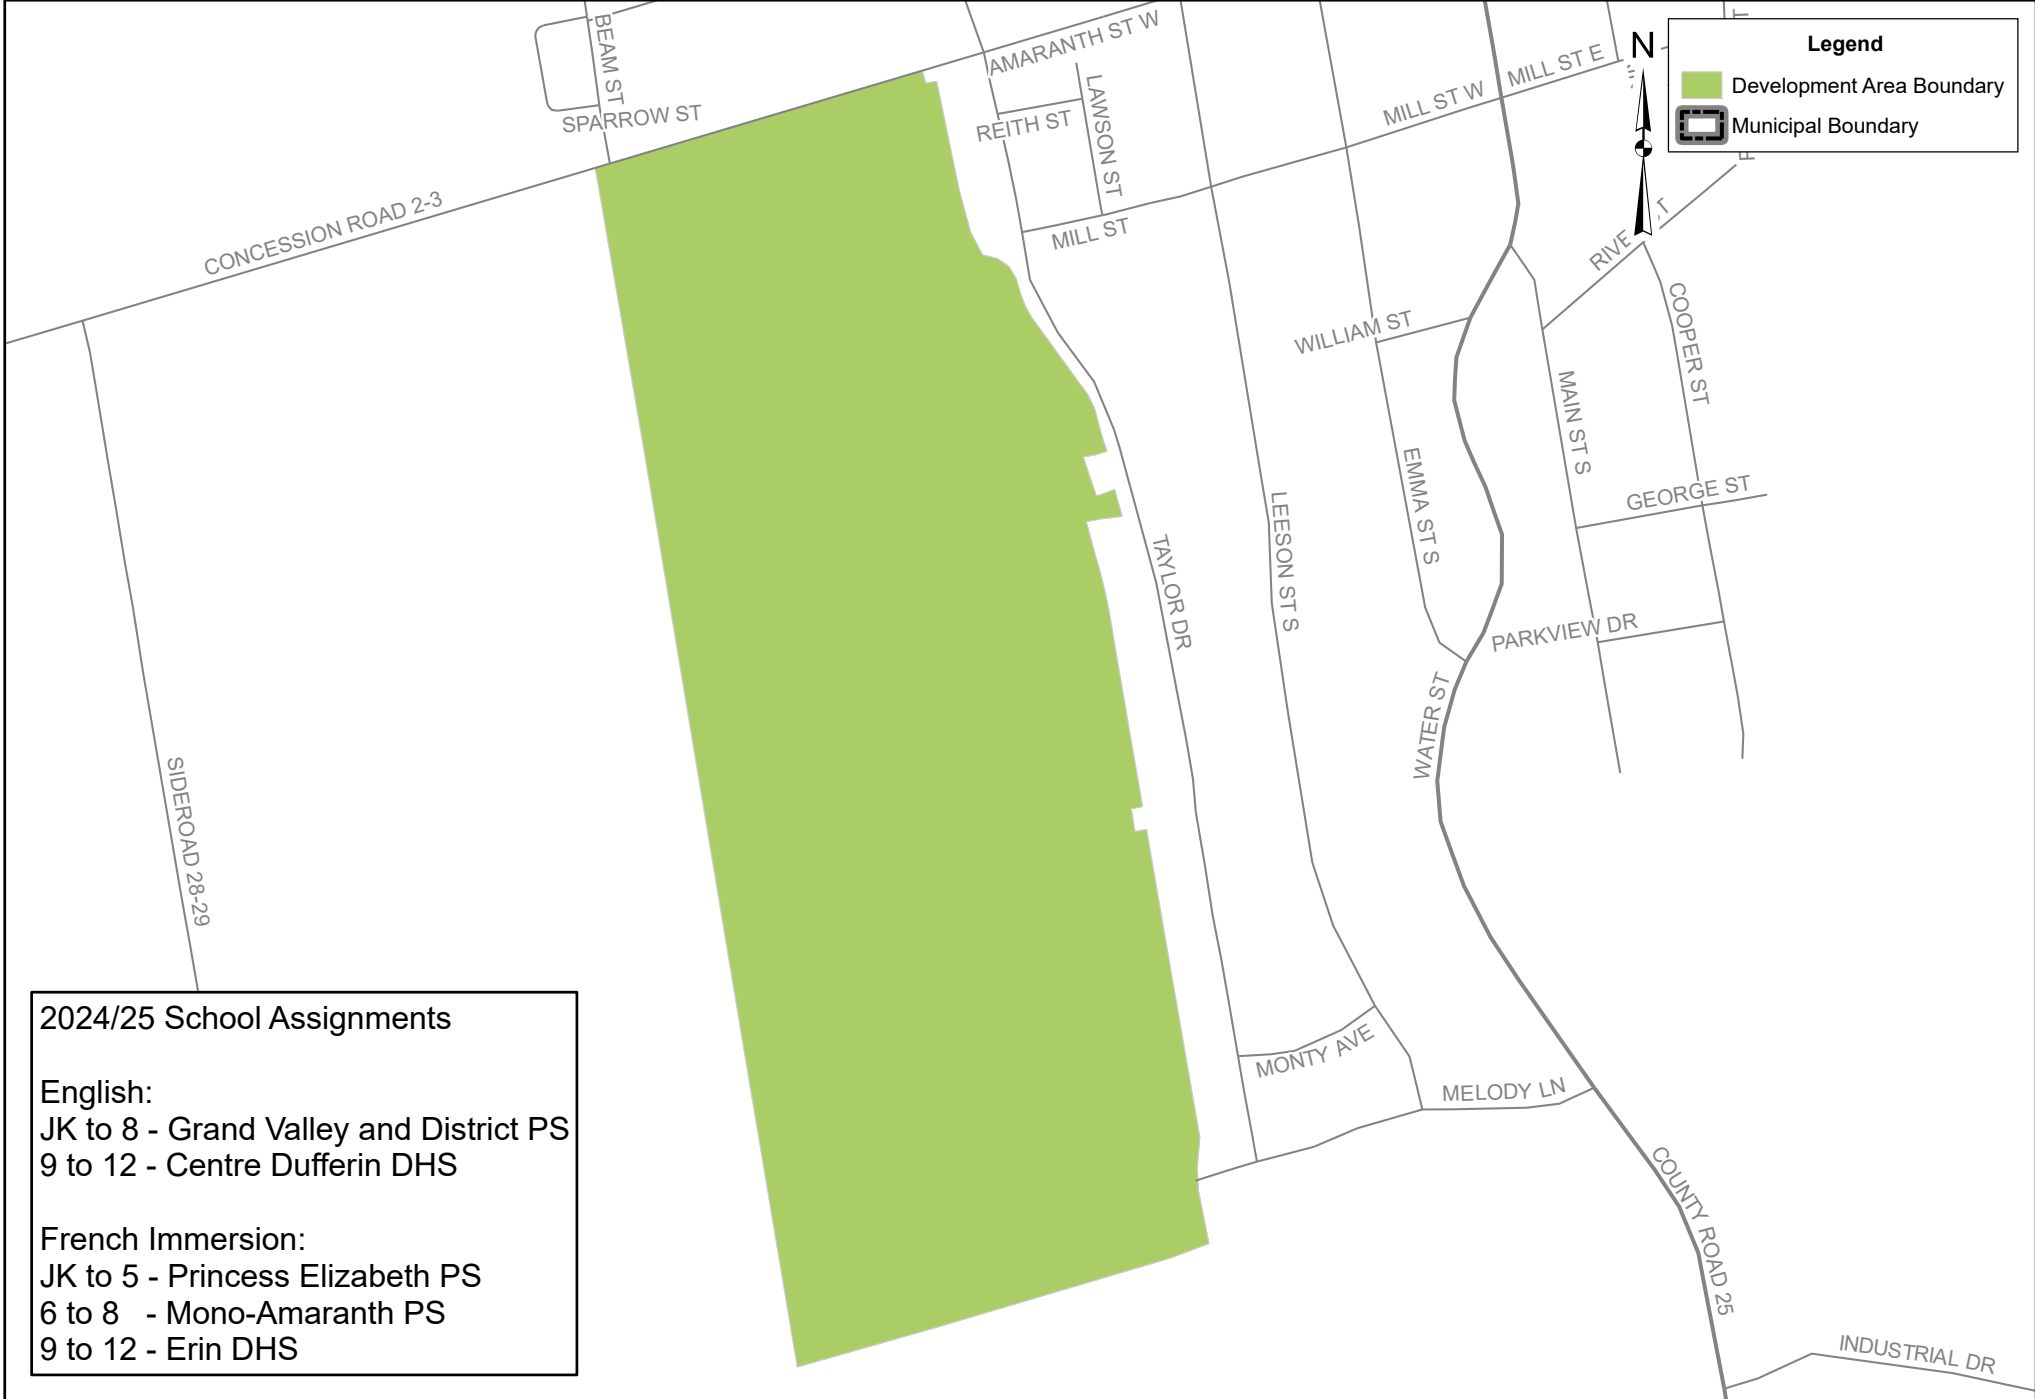 BEAM ST
SPARROW ST
AMARANTH ST W
LAWSON ST
REITH ST
MILL ST
MILL ST W
MILL ST E
N
Legend
Development Area Boundary
Municipal Boundary
CONCESSION ROAD 2-3
COOPER ST
WILLIAM ST
MAIN ST S
EMMA ST S
GEORGE ST
LEESON ST S
TAYLOR DR
PARKVIEW DR
WATER ST
SIDEROAD 28-29
MONTY AVE
MELODY LN
COUNTY ROAD 25
INDUSTRIAL DR
2024/25 School Assignments
English:
JK to 8 - Grand Valley and District PS
9 to 12 - Centre Dufferin DHS
French Immersion:
JK to 5 - Princess Elizabeth PS
6 to 8 - Mono-Amaranth PS
9 to 12 - Erin DHS